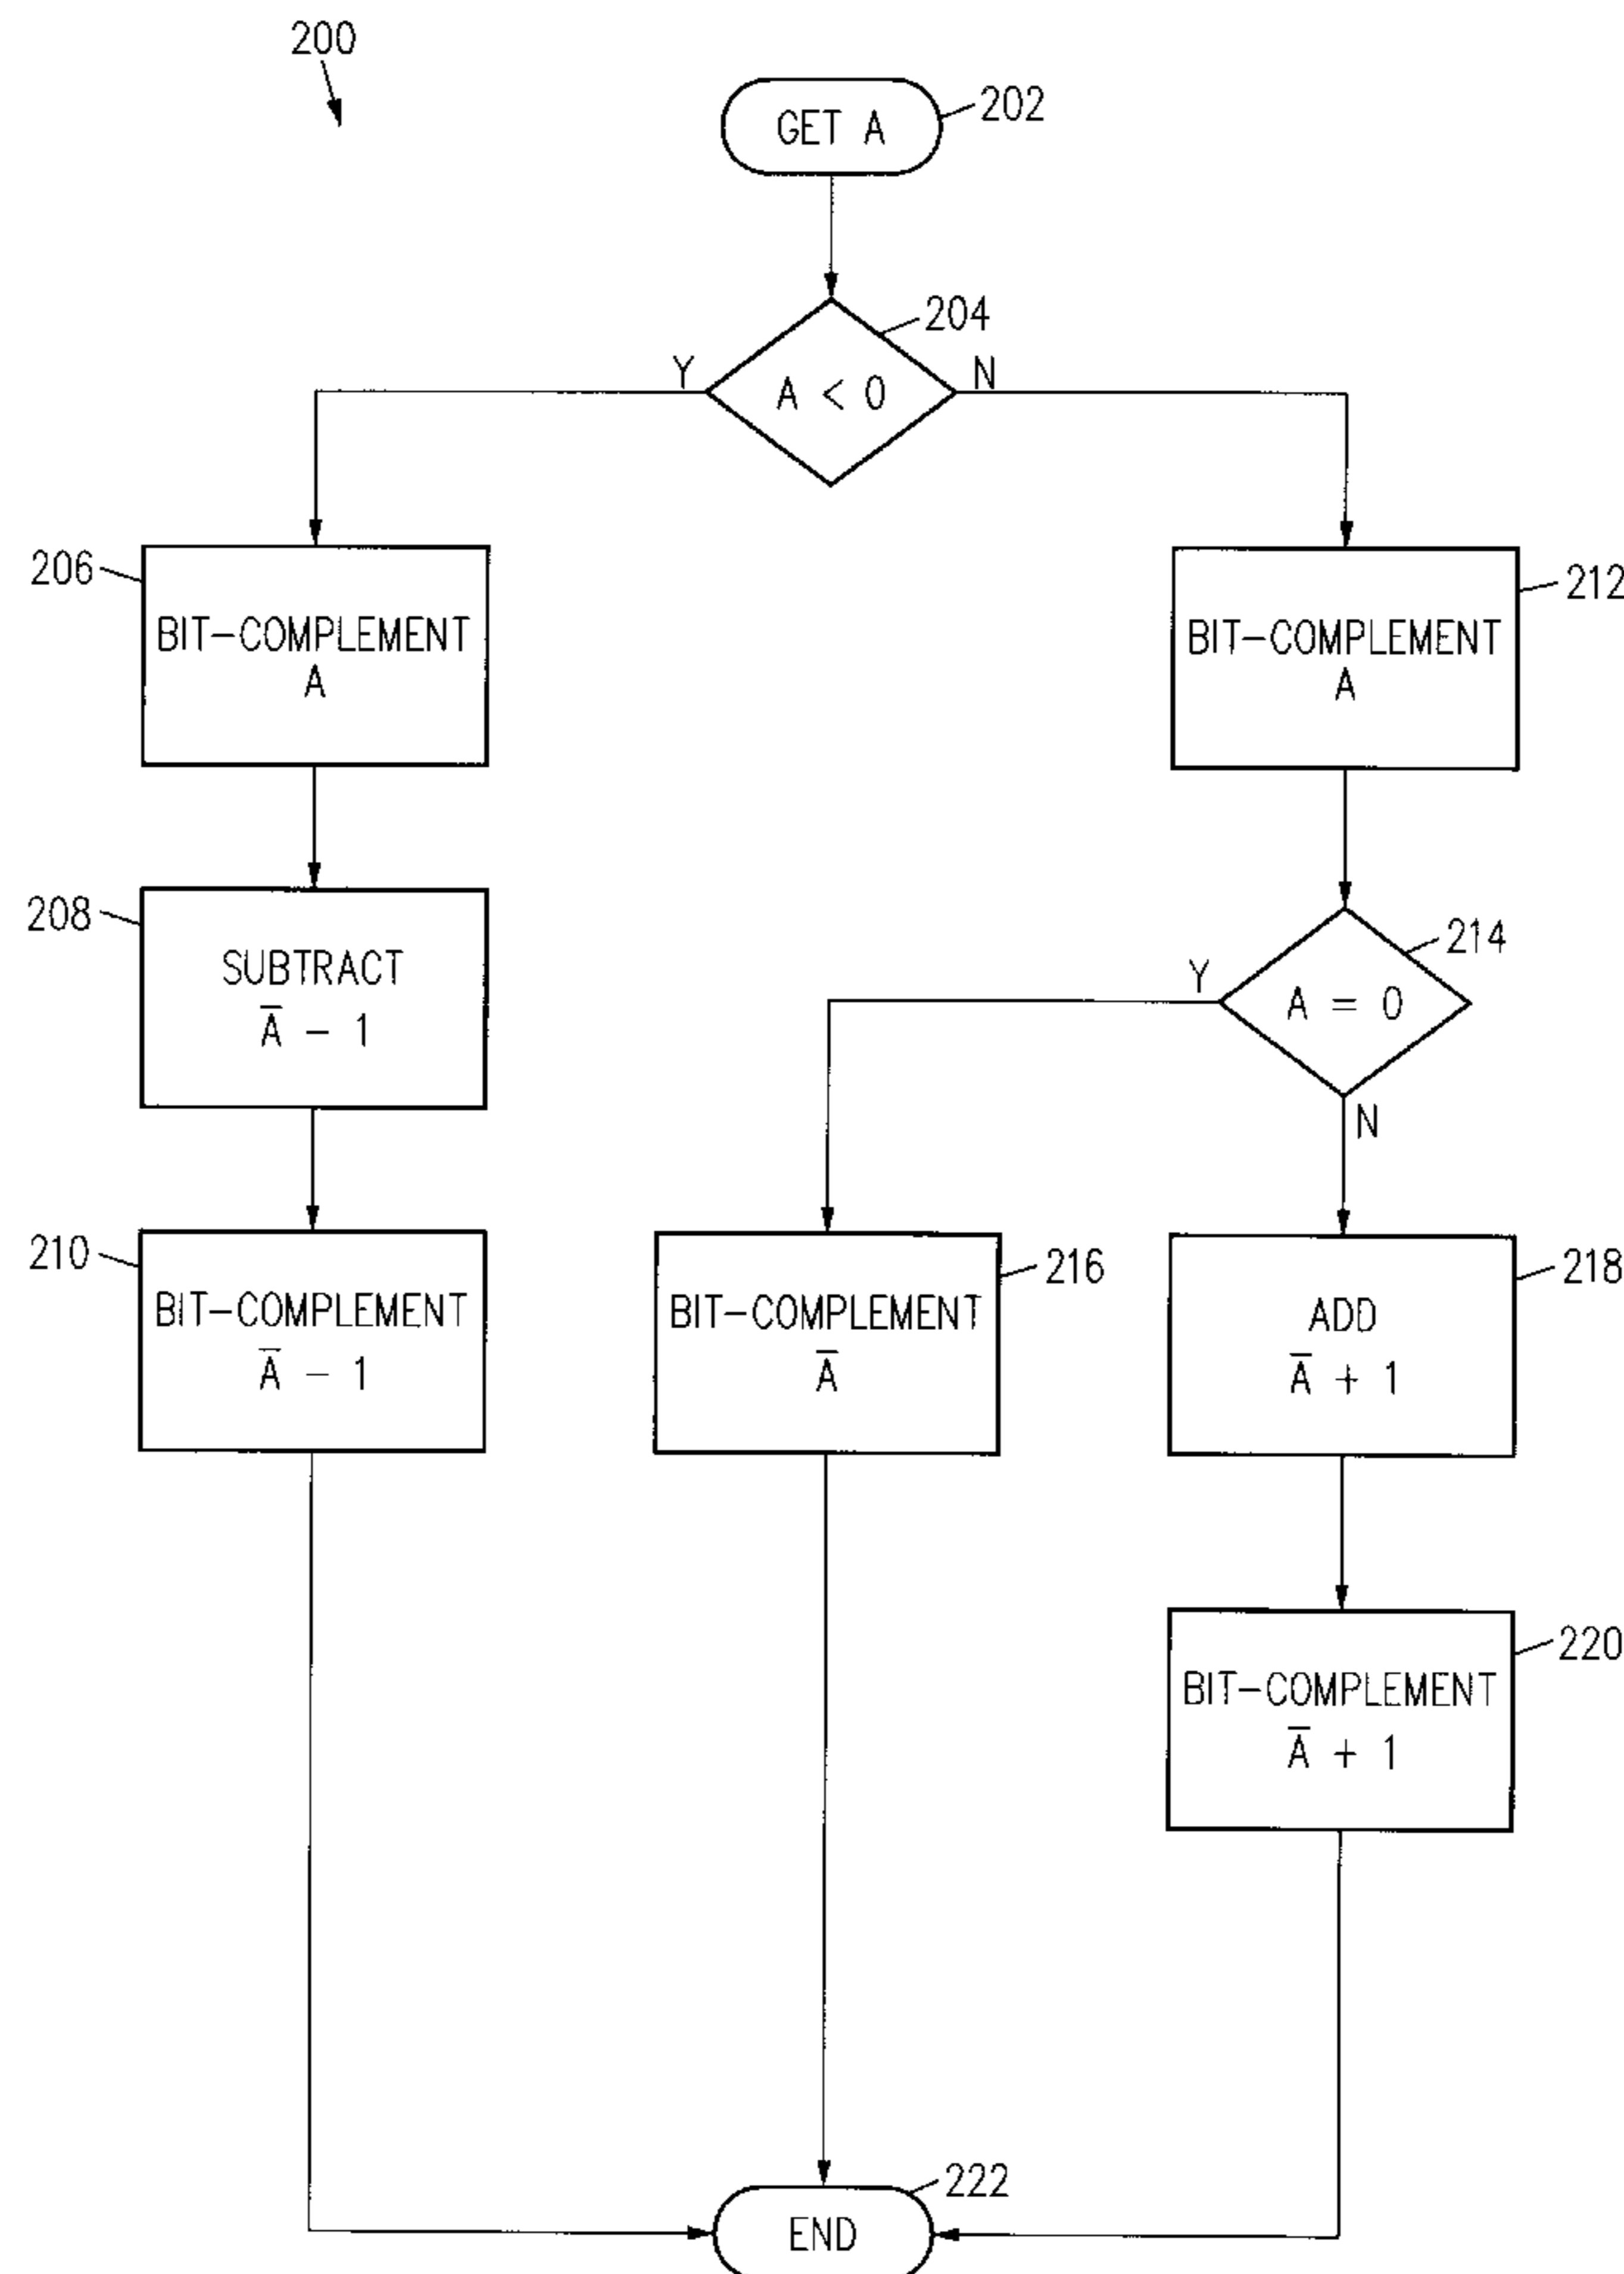 200
GET A
202
204
Y
A < 0
N
206
BIT-COMPLEMENT
A
212
BIT-COMPLEMENT
A
208
SUBTRACT
A̅ - 1
214
Y
A = 0
N
210
BIT-COMPLEMENT
A̅ - 1
216
BIT-COMPLEMENT
A̅
218
ADD
A̅ + 1
220
BIT-COMPLEMENT
A̅ + 1
222
END